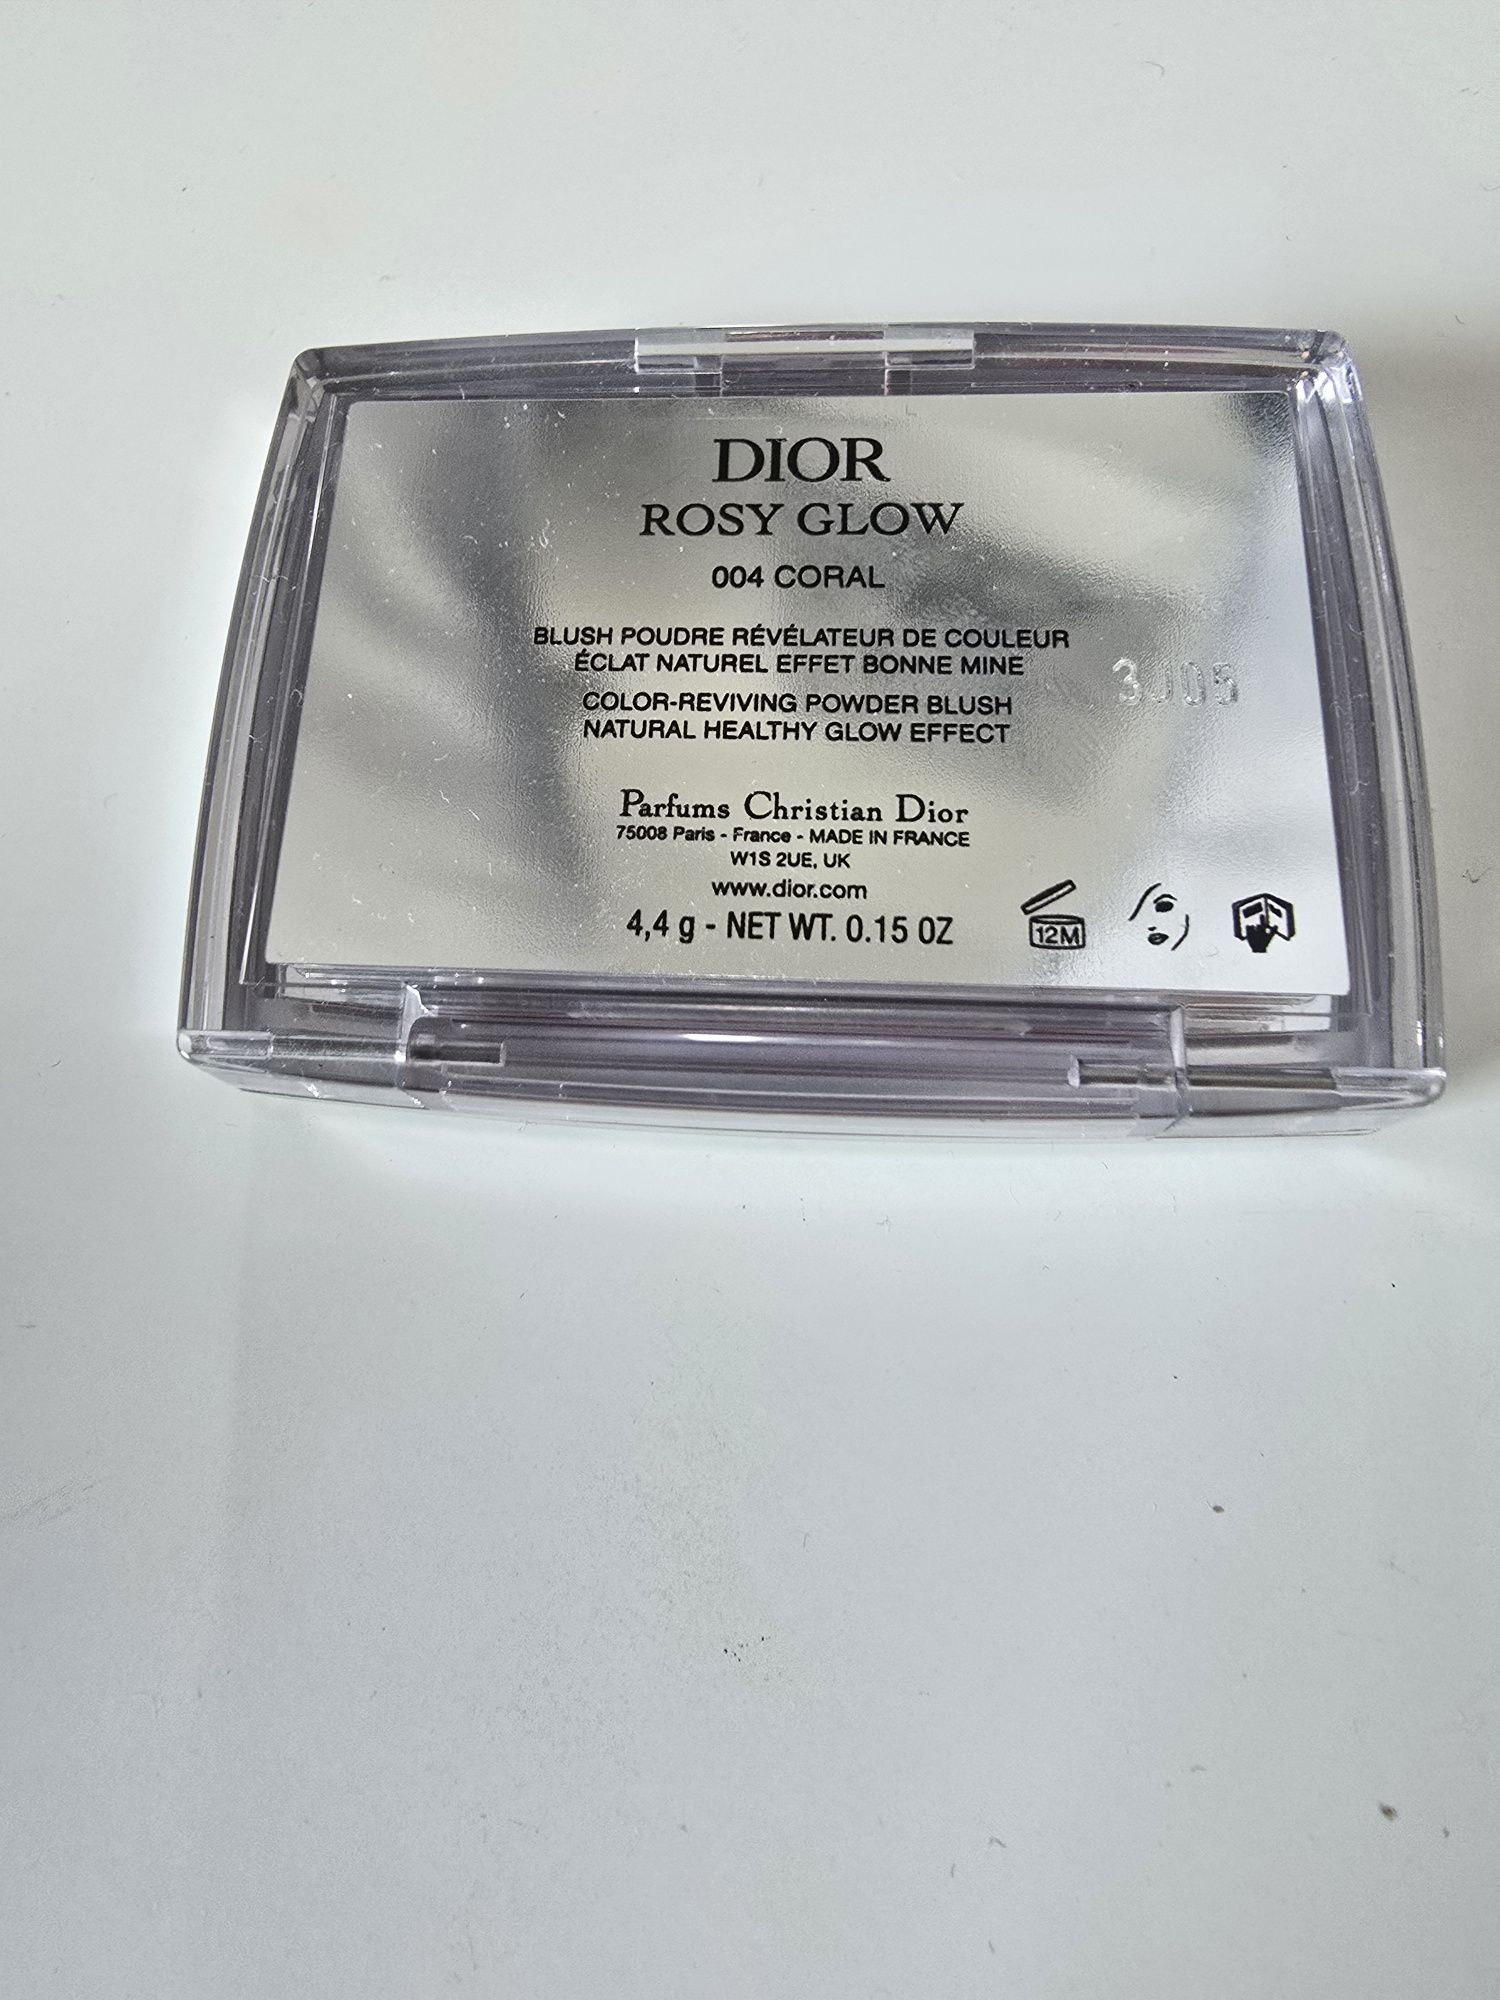 DIOR
ROSY GLOW
004 CORAL
BLUSH POUDRE RÉVÉLATEUR DE COULEUR
ÉCLAT NATUREL EFFET BONNE MINE
COLOR-REVIVING POWDER BLUSH
NATURAL HEALTHY GLOW EFFECT
Parfums Christian Dior
75008 Paris - France - MADE IN FRANCE
W1S 2UE, UK
www.dior.com
4,4 g - NET WT. 0.15 OZ
12M